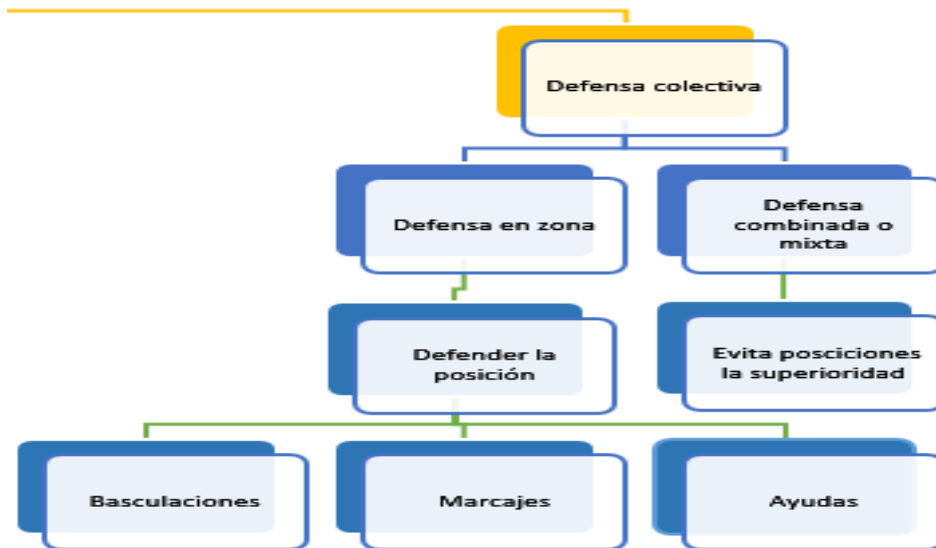 Defensa colectiva
Defensa en zona
Defensa
combinada o
mixta
Defender la
posición
Evita posciciones
la superioridad
Basculaciones
Marcajes
Ayudas